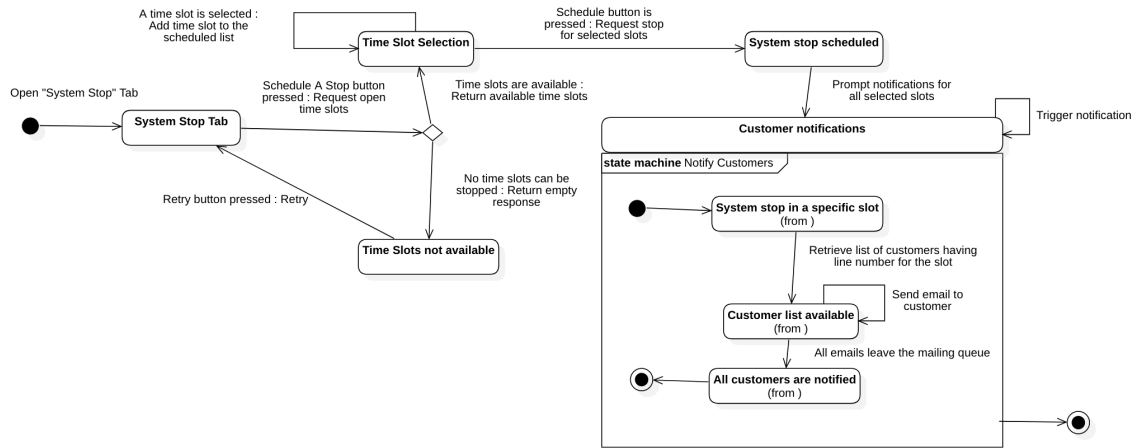 A time slot is selected :
Add time slot to the
scheduled list
Time Slot Selection
Schedule button is
pressed : Request stop
for selected slots
System stop scheduled
Open "System Stop" Tab
System Stop Tab
Schedule A Stop button
pressed : Request open
time slots
Time slots are available :
Return available time slots
Prompt notifications for
all selected slots
Customer notifications
Trigger notification
No time slots can be
stopped : Return empty
response
Retry button pressed : Retry
Time Slots not available
state machine Notify Customers
System stop in a specific slot
(from )
Retrieve list of customers having
line number for the slot
Customer list available
(from )
Send email to
customer
All emails leave the mailing queue
All customers are notified
(from )